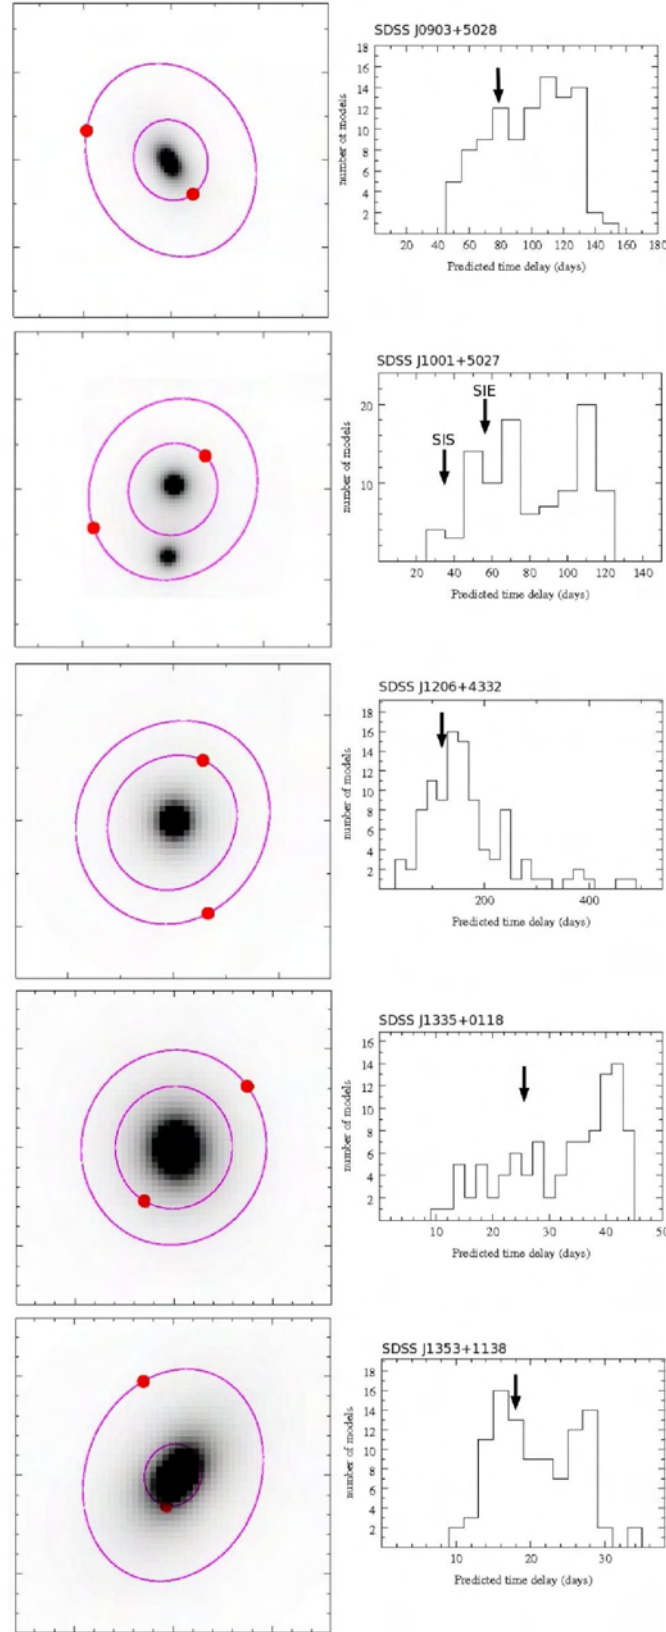 SDSS J0903+5028
18
16
14
12
10
8
6
4
2
number of models
20 40 60 80 100 120 140 160 180
Predicted time delay (days)
SDSS J1001+5027
SIE
SIS
20
10
number of models
20 40 60 80 100 120 140
Predicted time delay (days)
SDSS J1206+4332
18
16
14
12
10
8
6
4
2
number of models
200 400
Predicted time delay (days)
SDSS J1335+0118
16
14
12
10
8
6
4
2
number of models
10 20 30 40 50
Predicted time delay (days)
SDSS J1353+1138
18
16
14
12
10
8
6
4
2
number of models
10 20 30
Predicted time delay (days)